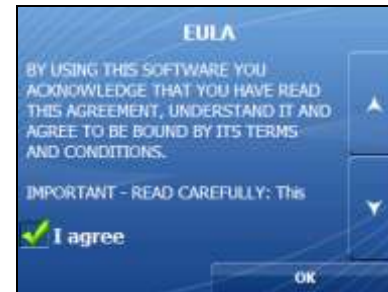 EULA
BY USING THIS SOFTWARE YOU
ACKNOWLEDGE THAT YOU HAVE READ
THIS AGREEMENT, UNDERSTAND IT AND
AGREE TO BE BOUND BY ITS TERMS
AND CONDITIONS.
IMPORTANT - READ CAREFULLY: This
I agree
OK